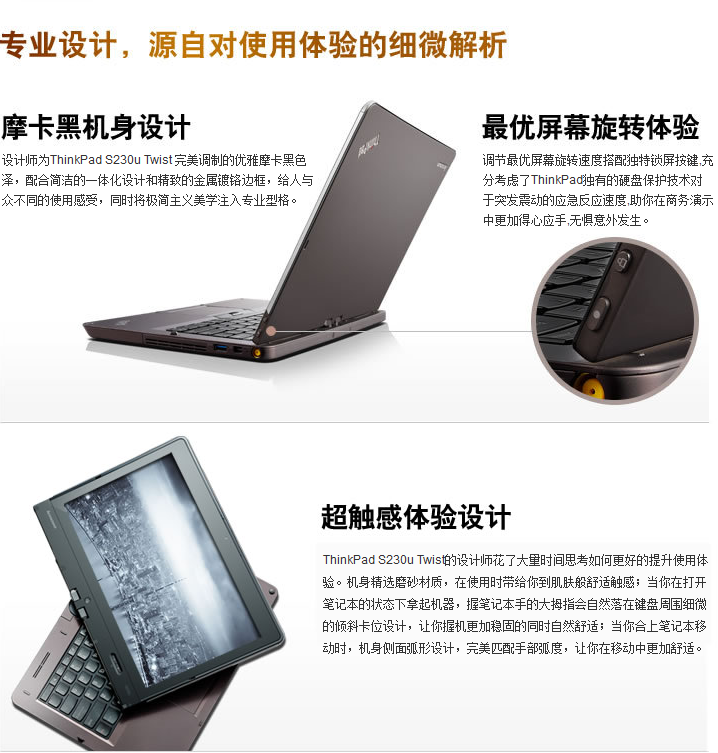 专业设计，源自对使用体验的细微解析
摩卡黑机身设计
设计师为ThinkPad S230u Twist 完美调制的优雅摩卡黑色
泽，配合简洁的一体化设计和精致的金属镀铬边框，给人与
众不同的使用感受，同时将极简主义美学注入专业型格。
最优屏幕旋转体验
调节最优屏幕旋转速度搭配独特锁屏按键,充
分考虑了ThinkPad独有的硬盘保护技术对
于突发震动的应急反应速度,助你在商务演示
中更加得心应手,无惧意外发生。
ThinkPad
超触感体验设计
ThinkPad S230u Twist的设计师花了大量时间思考如何更好的提升使用体
验。机身精选磨砂材质，在使用时带给你到肌肤般舒适触感；当你在打开
笔记本的状态下拿起机器，握笔记本手的大拇指会自然落在键盘周围细微
的倾斜卡位设计，让你握机更加稳固的同时自然舒适；当你合上笔记本移
动时，机身侧面弧形设计，完美匹配手部弧度，让你在移动中更加舒适。